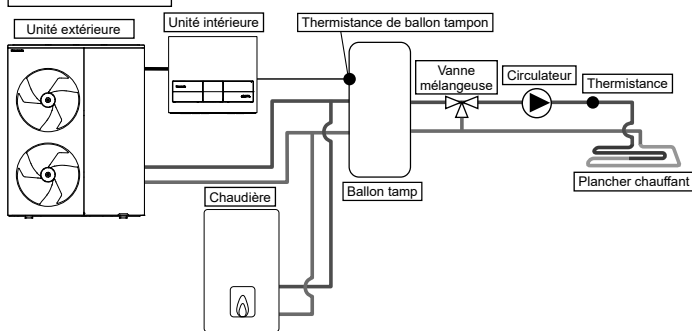 Unité extérieure
Unité intérieure
Thermistance de ballon tampon
Vanne
mélangeuse
Circulateur
Thermistance
Ballon tamp
Plancher chauffant
Chaudière